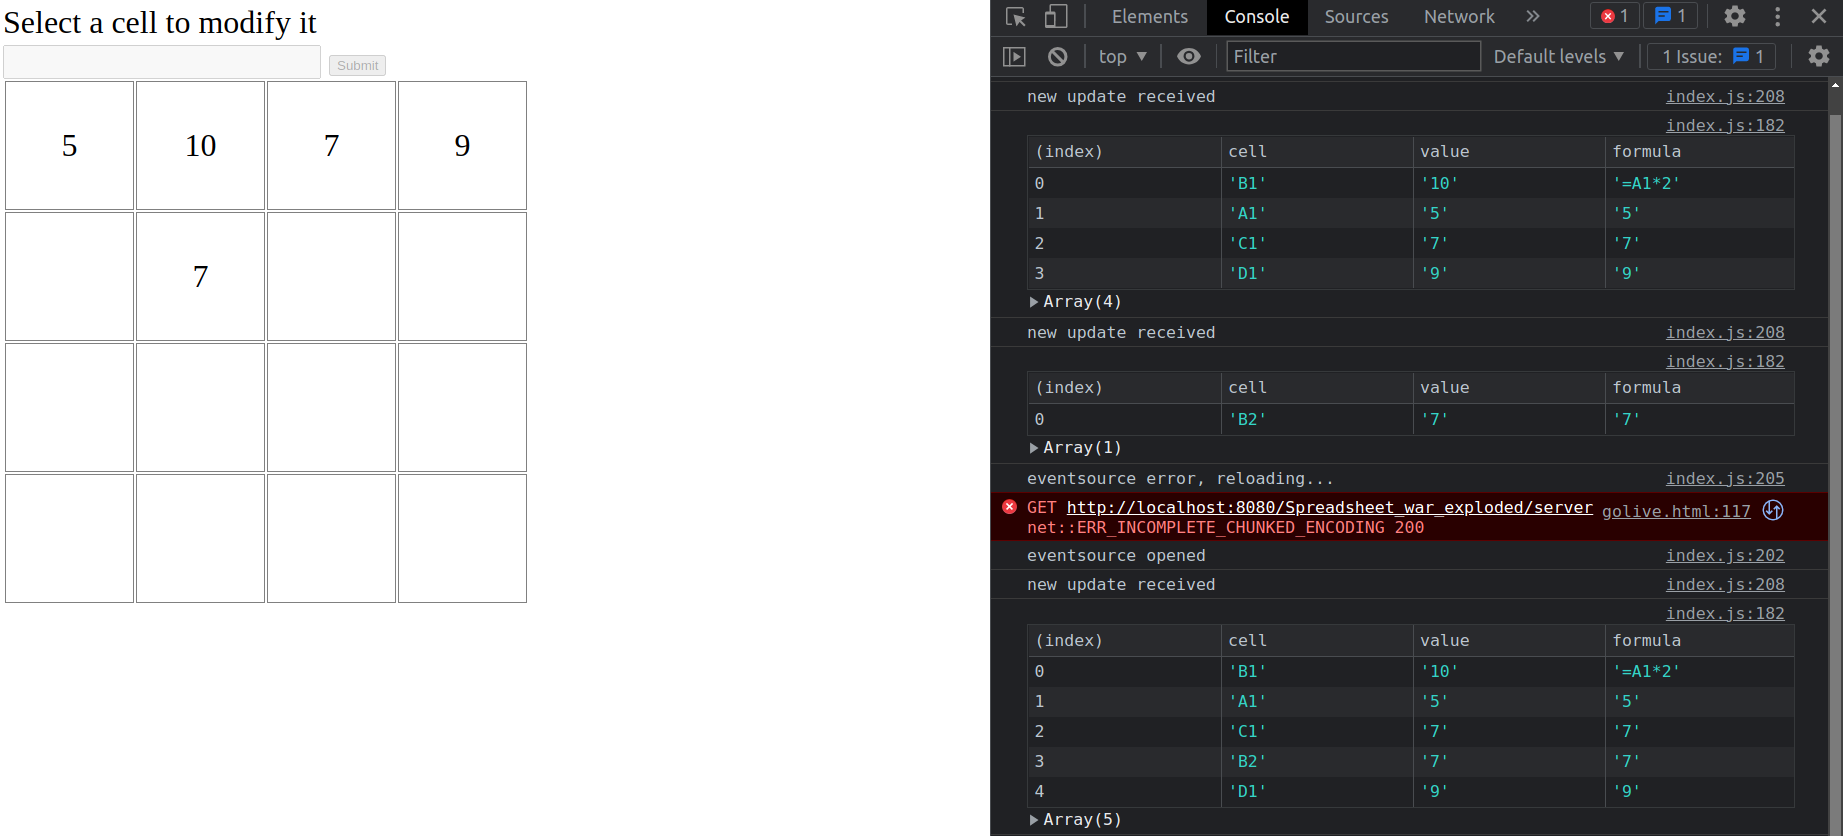 Select a cell to modify it
Submit
5 10 7 9
7
Elements Console Sources Network 1 1
top Filter Default levels 1 Issue: 1
new update received index.js:208
index.js:182
(index) cell value formula
0 'B1' '10' '=A1*2'
1 'A1' '5' '5'
2 'C1' '7' '7'
3 'D1' '9' '9'
Array(4)
new update received index.js:208
index.js:182
(index) cell value formula
0 'B2' '7' '7'
Array(1)
eventsource error, reloading... index.js:205
GET http://localhost:8080/Spreadsheet_war_exploded/server golive.html:117
net::ERR_INCOMPLETE_CHUNKED_ENCODING 200
eventsource opened index.js:202
new update received index.js:208
index.js:182
(index) cell value formula
0 'B1' '10' '=A1*2'
1 'A1' '5' '5'
2 'C1' '7' '7'
3 'B2' '7' '7'
4 'D1' '9' '9'
Array(5)